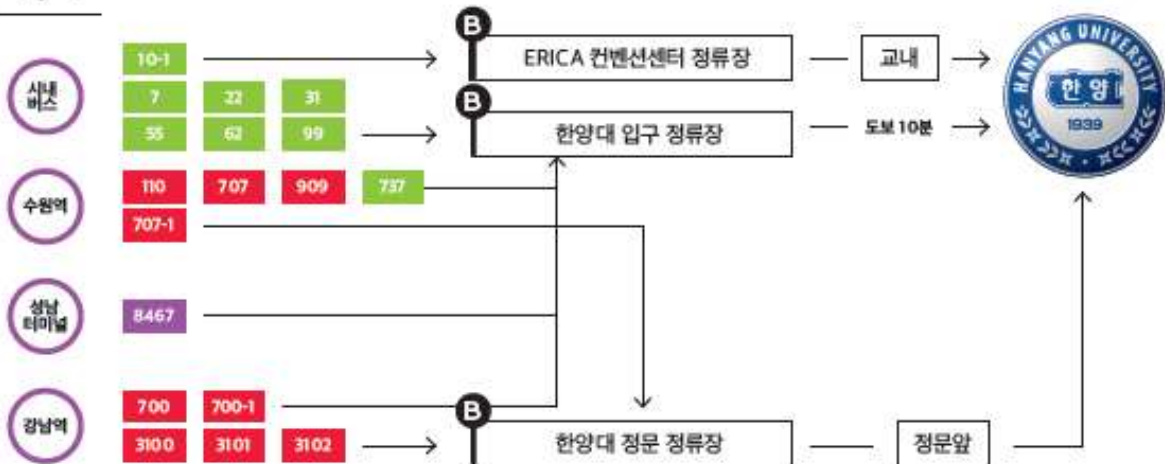 10-1
B
ERICA 컨벤션센터 정류장
교내
HANYANG UNIVERSITY
한양
1939
시내
버스
7 22 31
55 62 99
B
한양대 입구 정류장
도보 10분
수원역
110 707 909 737
707-1
성남
터미널
8467
강남역
700 700-1
3100 3101 3102
B
한양대 정문 정류장
정문앞